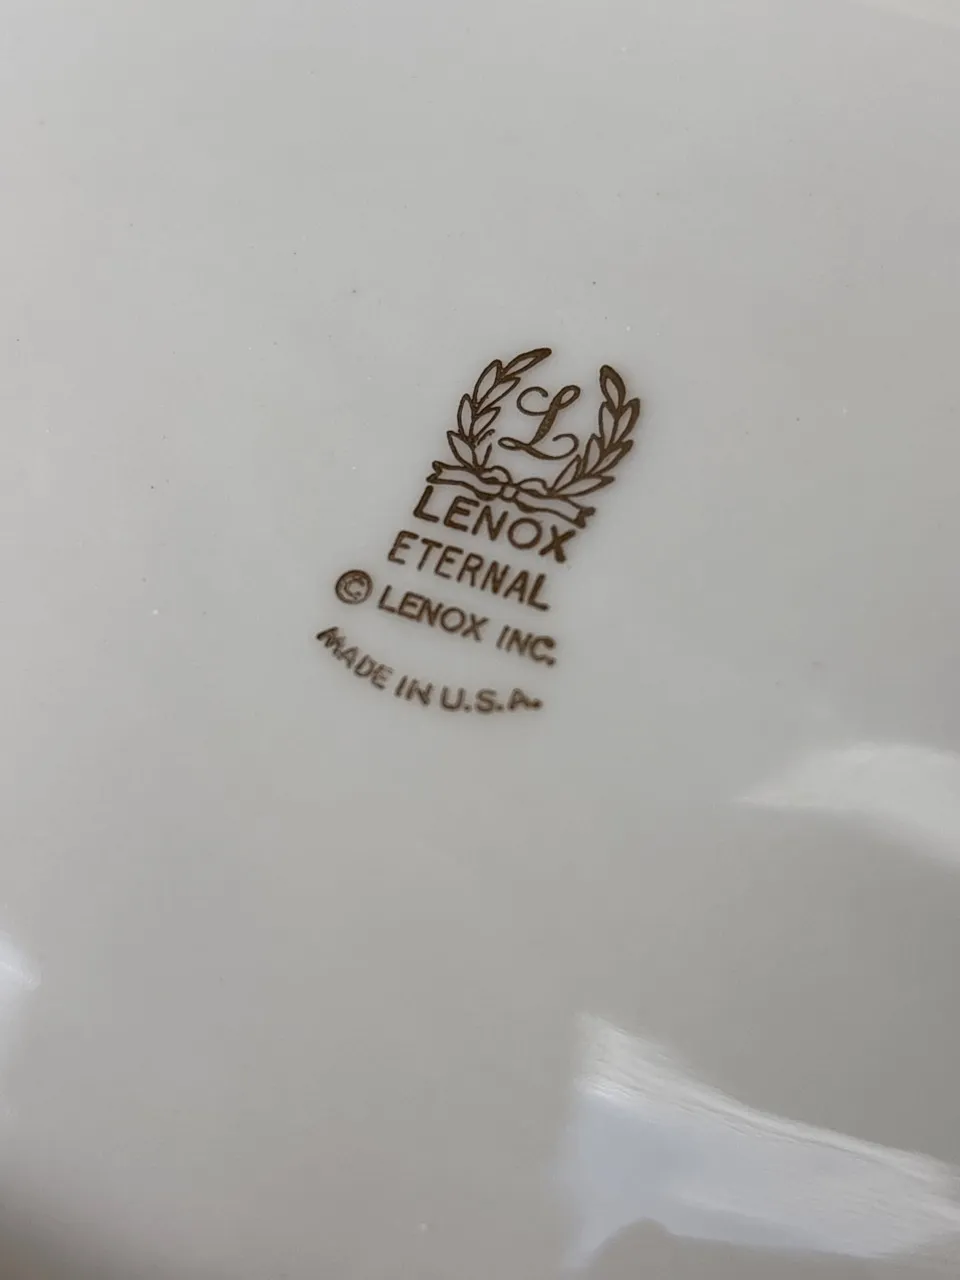 L
LENOX
ETERNAL
© LENOX INC.
MADE IN U.S.A.